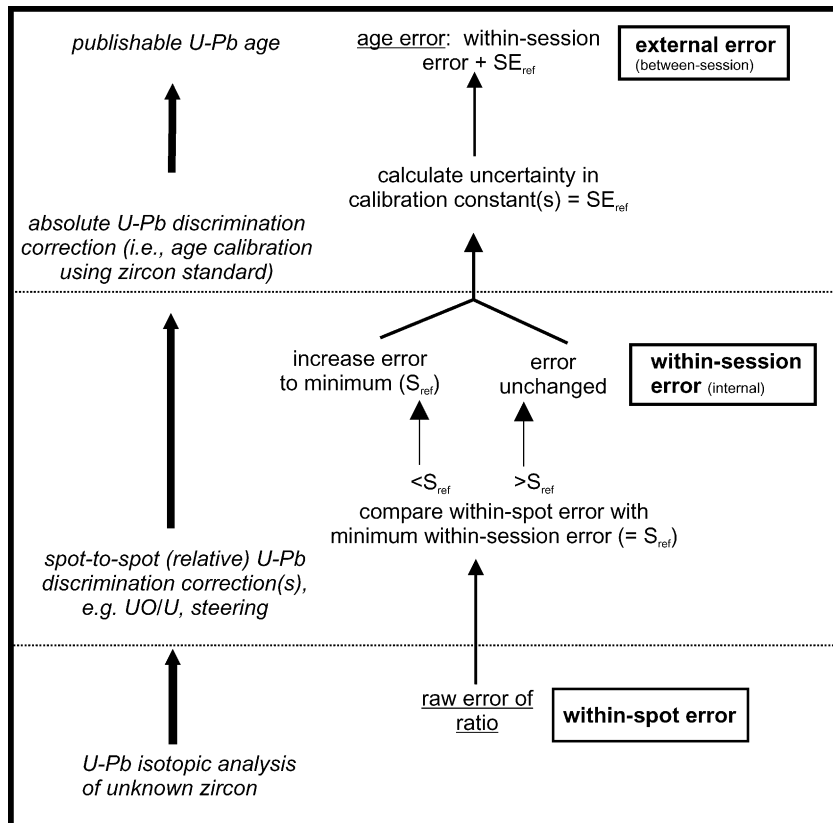 publishable U-Pb age
age error: within-session
error + SEref
external error
(between-session)
calculate uncertainty in
calibration constant(s) = SEref
absolute U-Pb discrimination
correction (i.e., age calibration
using zircon standard)
increase error
to minimum (Sref)
error
unchanged
within-session
error (internal)
<Sref
>Sref
compare within-spot error with
minimum within-session error (= Sref)
spot-to-spot (relative) U-Pb
discrimination correction(s),
e.g. UO/U, steering
raw error of
ratio
within-spot error
U-Pb isotopic analysis
of unknown zircon